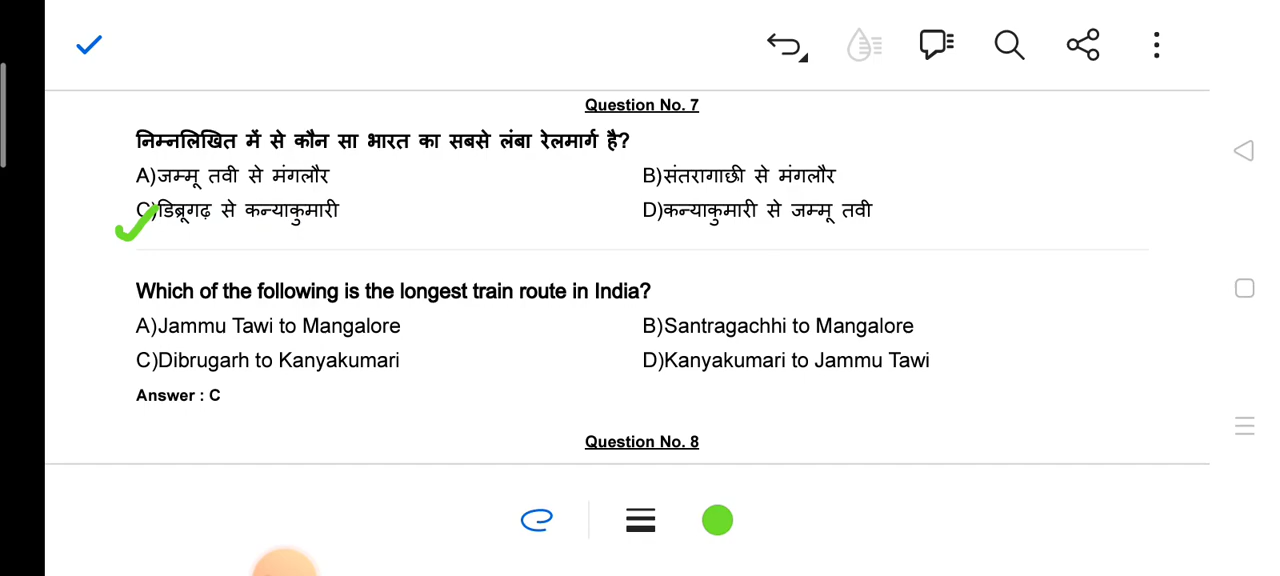 Question No. 7
निम्नलिखित में से कौन सा भारत का सबसे लंबा रेलमार्ग है?
A)जम्मू तवी से मंगलौर B)संतरागाछी से मंगलौर
C)डिब्रूगढ़ से कन्याकुमारी D)कन्याकुमारी से जम्मू तवी
Which of the following is the longest train route in India?
A)Jammu Tawi to Mangalore B)Santragachhi to Mangalore
C)Dibrugarh to Kanyakumari D)Kanyakumari to Jammu Tawi
Answer : C
Question No. 8